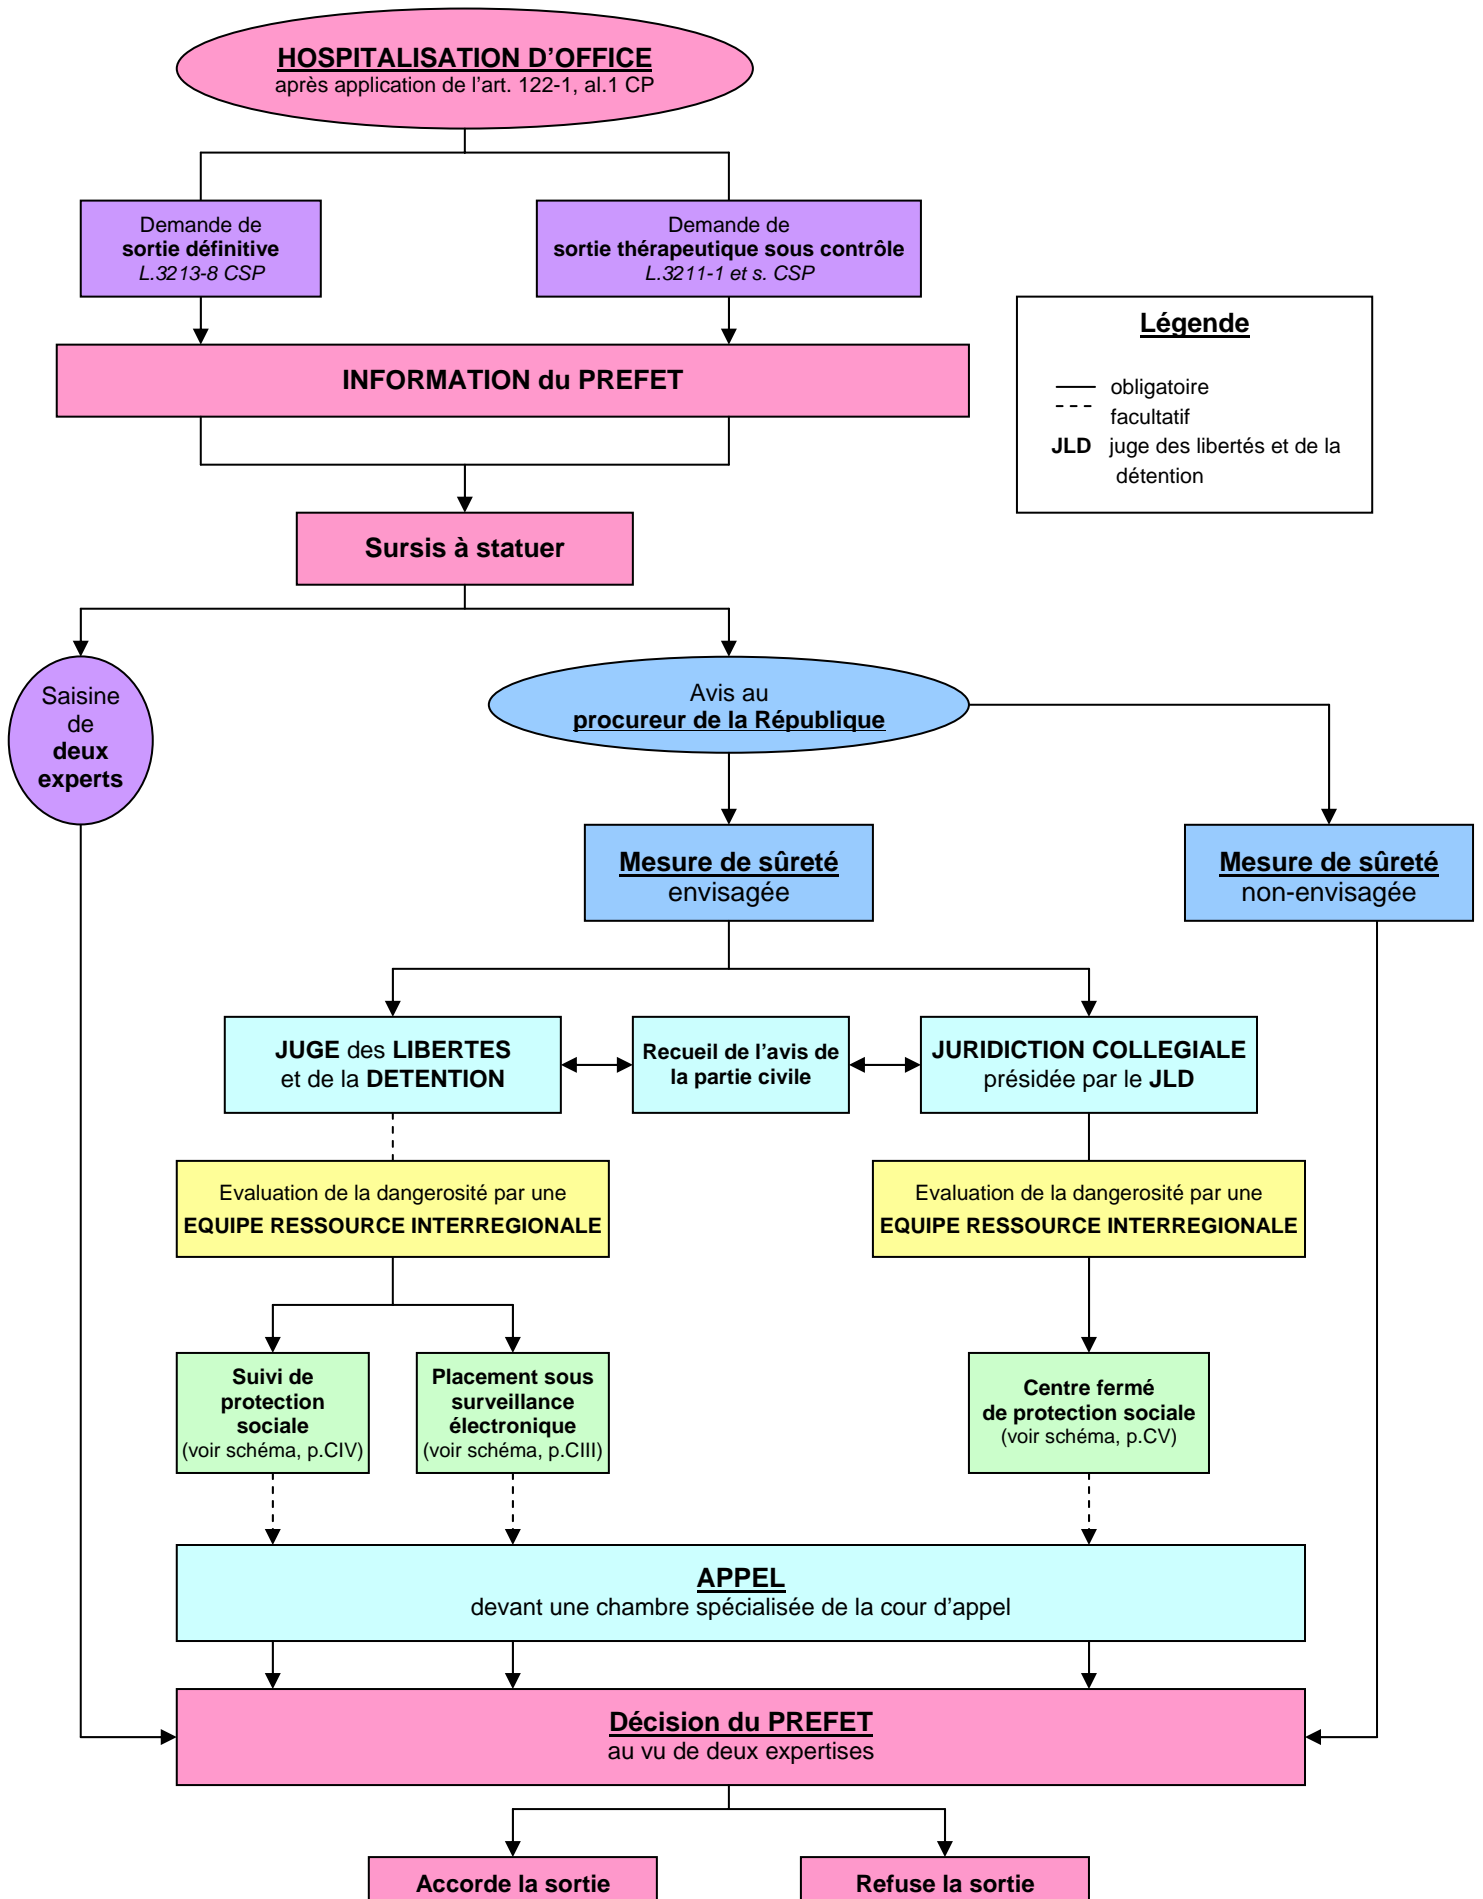 HOSPITALISATION D'OFFICE
après application de l'art. 122-1, al.1 CP
Demande de
sortie définitive
L.3213-8 CSP
Demande de
sortie thérapeutique sous contrôle
L.3211-1 et s. CSP
INFORMATION du PREFET
Légende
obligatoire
facultatif
JLD juge des libertés et de la
détention
Sursis à statuer
Saisine
de
deux
experts
Avis au
procureur de la République
Mesure de sûreté
envisagée
Mesure de sûreté
non-envisagée
JUGE des LIBERTES
et de la DETENTION
Recueil de l'avis de
la partie civile
JURIDICTION COLLEGIALE
présidée par le JLD
Evaluation de la dangerosité par une
EQUIPE RESSOURCE INTERREGIONALE
Evaluation de la dangerosité par une
EQUIPE RESSOURCE INTERREGIONALE
Suivi de
protection
sociale
(voir schéma, p.CIV)
Placement sous
surveillance
électronique
(voir schéma, p.CIII)
Centre fermé
de protection sociale
(voir schéma, p.CV)
APPEL
devant une chambre spécialisée de la cour d'appel
Décision du PREFET
au vu de deux expertises
Accorde la sortie
Refuse la sortie